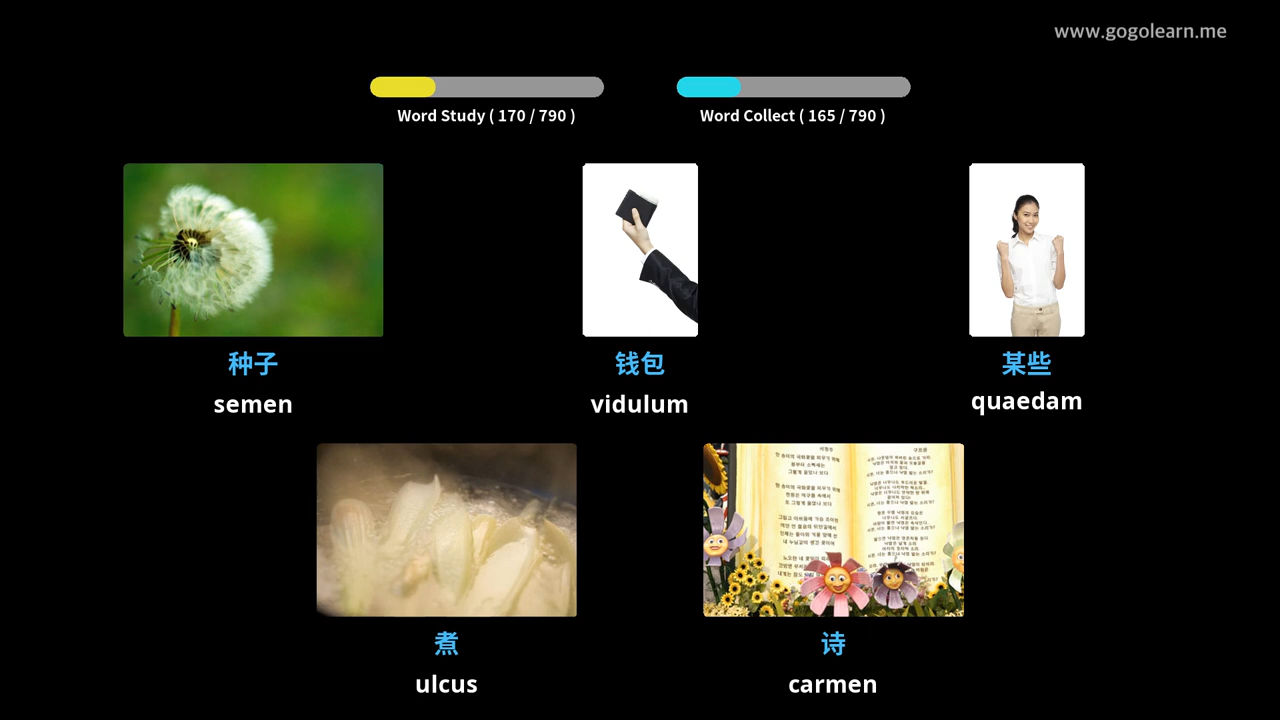 www.gogolearn.me
Word Study ( 170 / 790 )
Word Collect ( 165 / 790 )
种子
钱包
某些
semen
vidulum
quaedam
煮
诗
ulcus
carmen